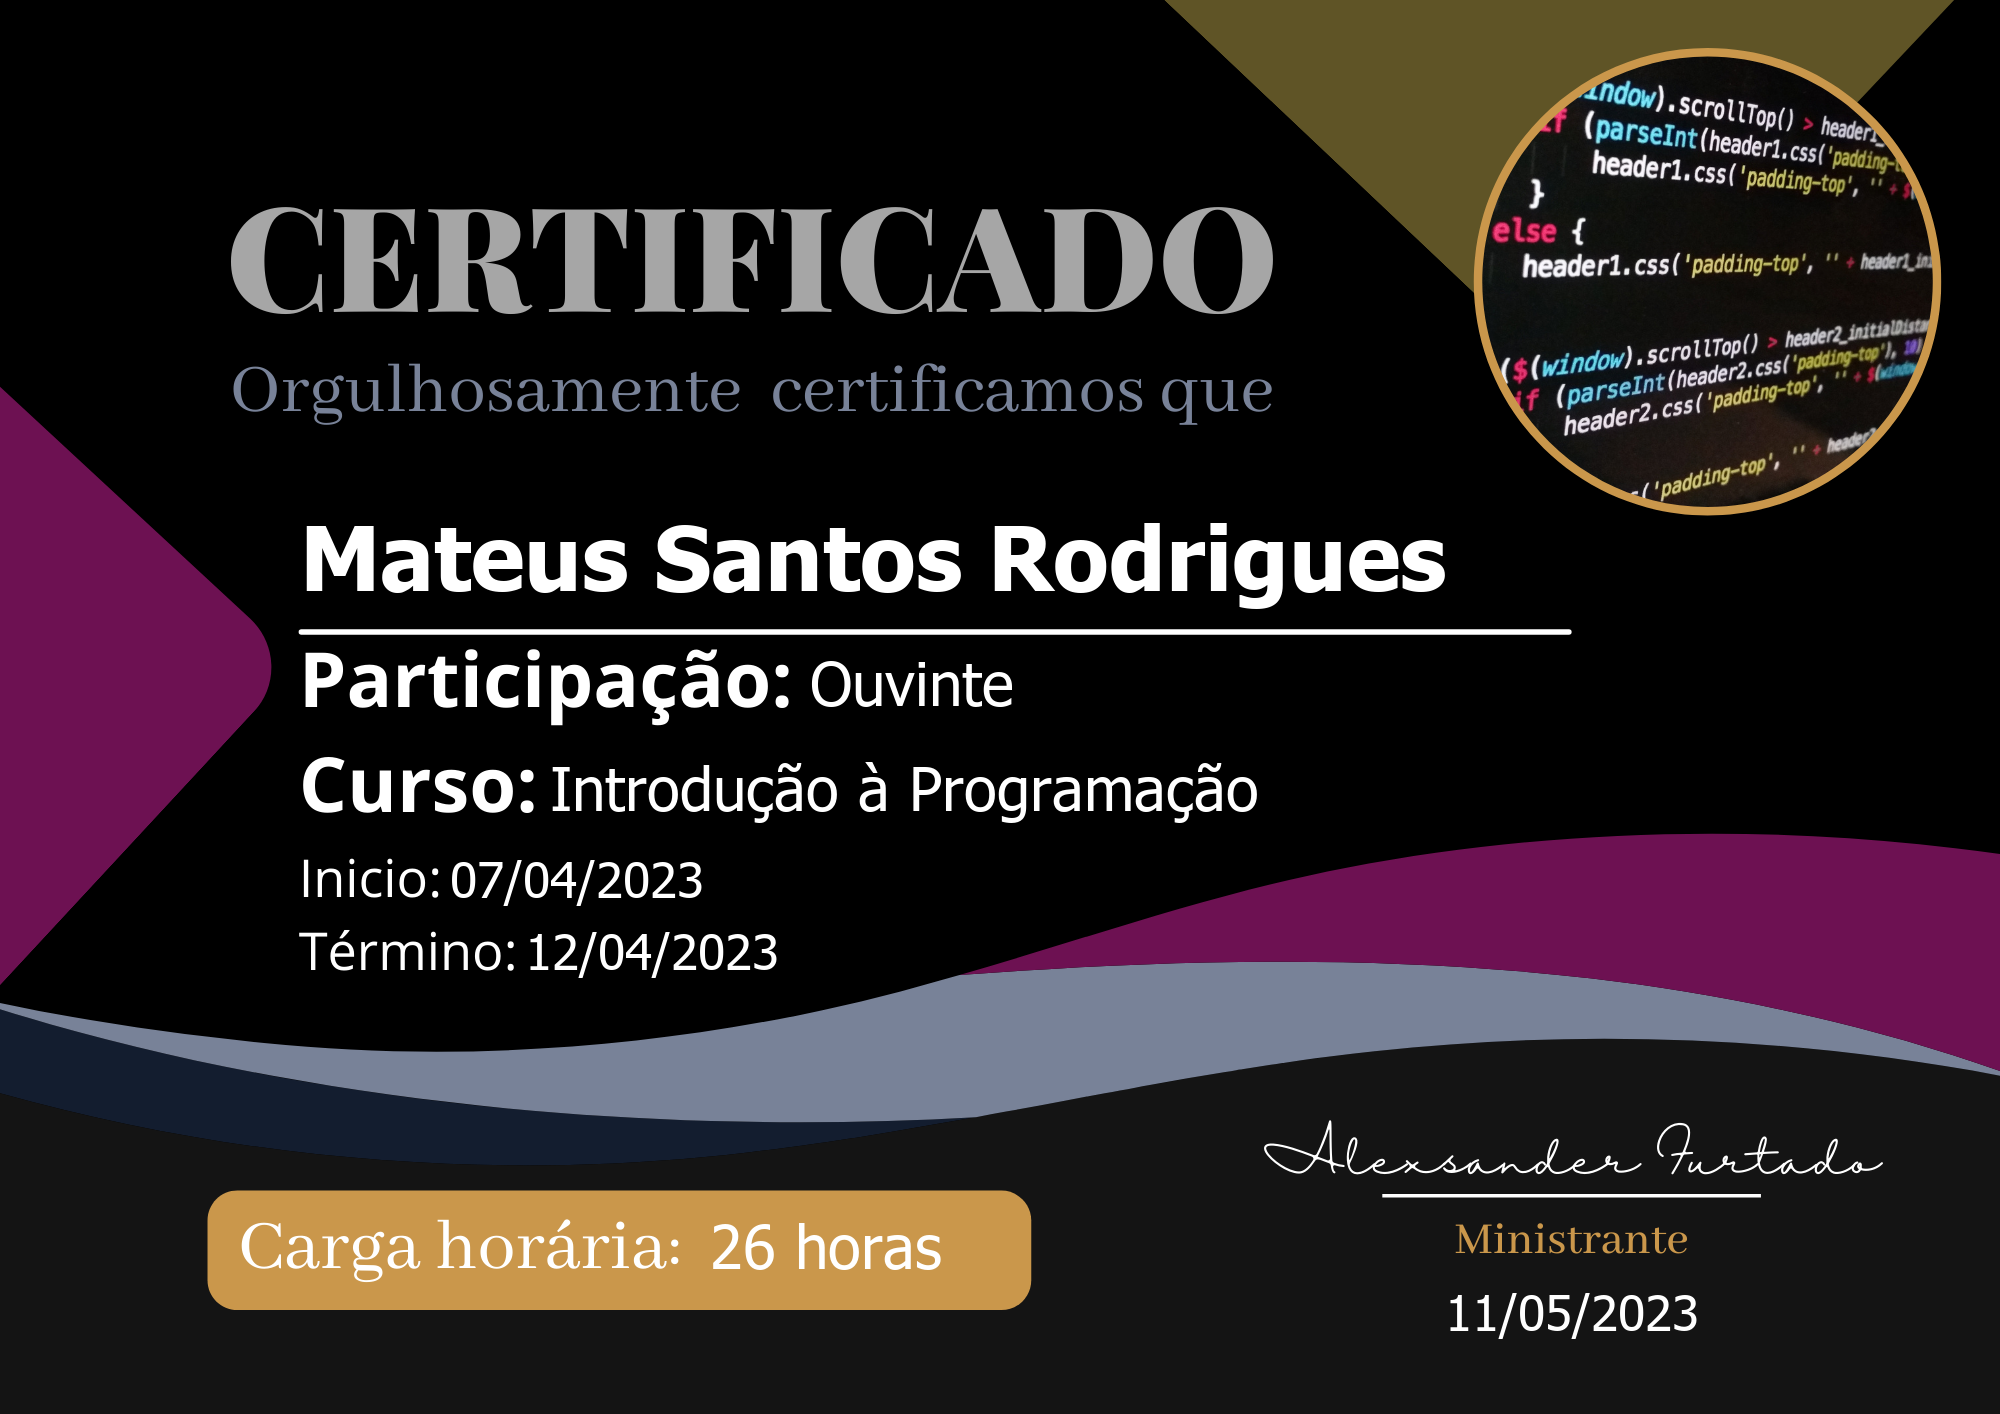 CERTIFICADO
Orgulhosamente certificamos que
Mateus Santos Rodrigues
Participação: Ouvinte
Curso: Introdução à Programação
Inicio: 07/04/2023
Término: 12/04/2023
Carga horária: 26 horas
Alexsander Furtado
Ministrante
11/05/2023
window).scrollTop() > header1_
if (parseInt(header1.css('padding-
header1.css('padding-top', '' + $(
}
else {
header1.css('padding-top', '' + header1_
($(window).scrollTop() > header2_initialDista
if (parseInt(header2.css('padding-top'), 10)
header2.css('padding-top', '' + $(window
('padding-top', '' + header2